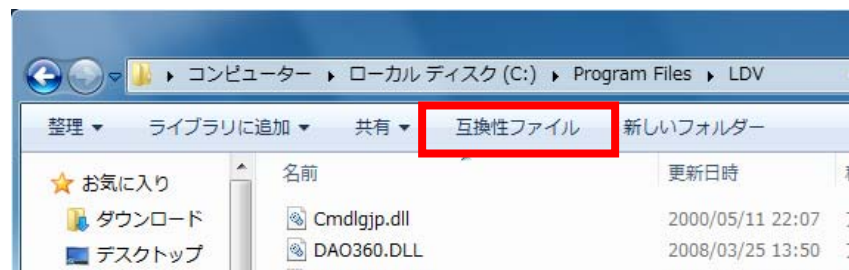 コンピューター ▸ ローカル ディスク (C:) ▸ Program Files ▸ LDV
整理 ▼ ライブラリに追加 ▼ 共有 ▼ 互換性ファイル 新しいフォルダー
お気に入り 名前 更新日時
ダウンロード Cmdlgjp.dll 2000/05/11 22:07
デスクトップ DAO360.DLL 2008/03/25 13:50